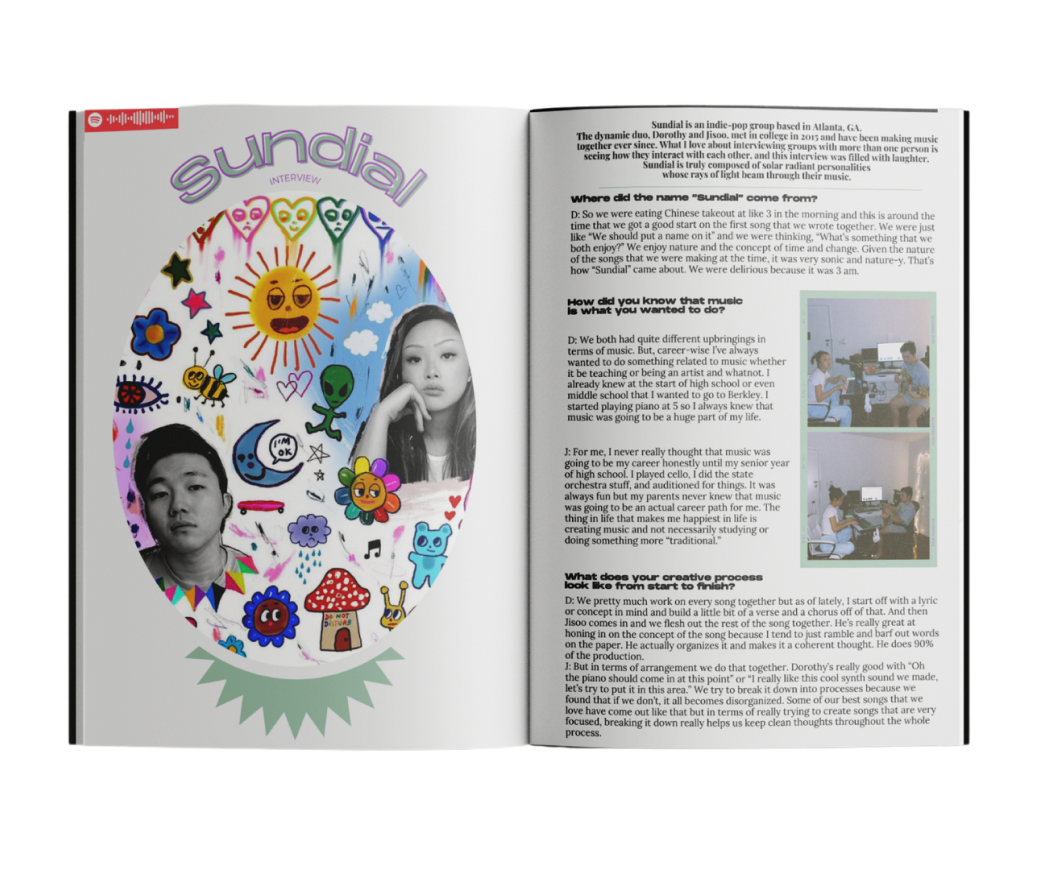 Sundial
INTERVIEW
I'M
OK
DO NOT
DISTURB
Sundial is an indie-pop group based in Atlanta, GA.
The dynamic duo, Dorothy and Jisoo, met in college in 2015 and have been making music
together ever since. What I love about interviewing groups with more than one person is
seeing how they interact with each other, and this interview was filled with laughter.
Sundial is truly composed of solar radiant personalities
whose rays of light beam through their music.
Where did the name "Sundial" come from?
D: So we were eating Chinese takeout at like 3 in the morning and this is around the
time that we got a good start on the first song that we wrote together. We were just
like “We should put a name on it” and we were thinking, “What’s something that we
both enjoy?” We enjoy nature and the concept of time and change. Given the nature
of the songs that we were making at the time, it was very sonic and nature-y. That’s
how “Sundial” came about. We were delirious because it was 3 am.
How did you know that music
is what you wanted to do?
D: We both had quite different upbringings in
terms of music. But, career-wise I’ve always
wanted to do something related to music whether
it be teaching or being an artist and whatnot. I
already knew at the start of high school or even
middle school that I wanted to go to Berkley. I
started playing piano at 5 so I always knew that
music was going to be a huge part of my life.
J: For me, I never really thought that music was
going to be my career honestly until my senior year
of high school. I played cello, I did the state
orchestra stuff, and auditioned for things. It was
always fun but my parents never knew that music
was going to be an actual career path for me. The
thing in life that makes me happiest in life is
creating music and not necessarily studying or
doing something more “traditional.”
What does your creative process
look like from start to finish?
D: We pretty much work on every song together but as of lately, I start off with a lyric
or concept in mind and build a little bit of a verse and a chorus off of that. And then
Jisoo comes in and we flesh out the rest of the song together. He’s really great at
honing in on the concept of the song because I tend to just ramble and barf out words
on the paper. He actually organizes it and makes it a coherent thought. He does 90%
of the production.
J: But in terms of arrangement we do that together. Dorothy’s really good with “Oh
the piano should come in at this point” or “I really like this cool synth sound we made,
let’s try to put it in this area.” We try to break it down into processes because we
found that if we don’t, it all becomes disorganized. Some of our best songs that we
love have come out like that but in terms of really trying to create songs that are very
focused, breaking it down really helps us keep clean thoughts throughout the whole
process.